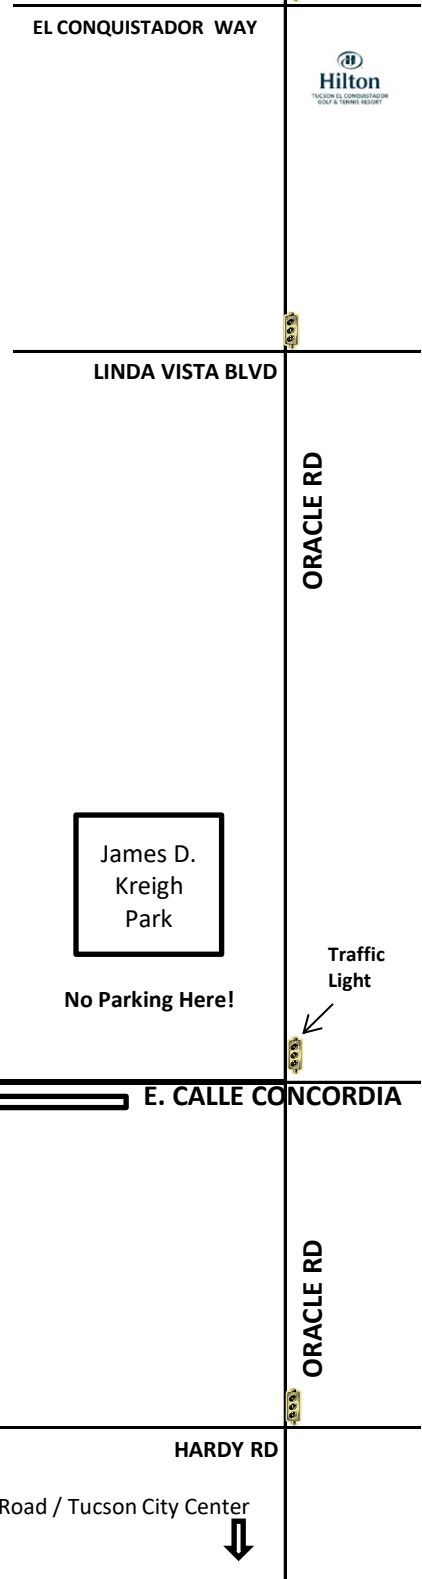 EL CONQUISTADOR WAY
Hilton
TUCSON EL CONQUISTADOR
GOLF & TENNIS RESORT
LINDA VISTA BLVD
ORACLE RD
James D.
Kreigh
Park
Traffic
Light
No Parking Here!
E. CALLE CONCORDIA
ORACLE RD
HARDY RD
Road / Tucson City Center